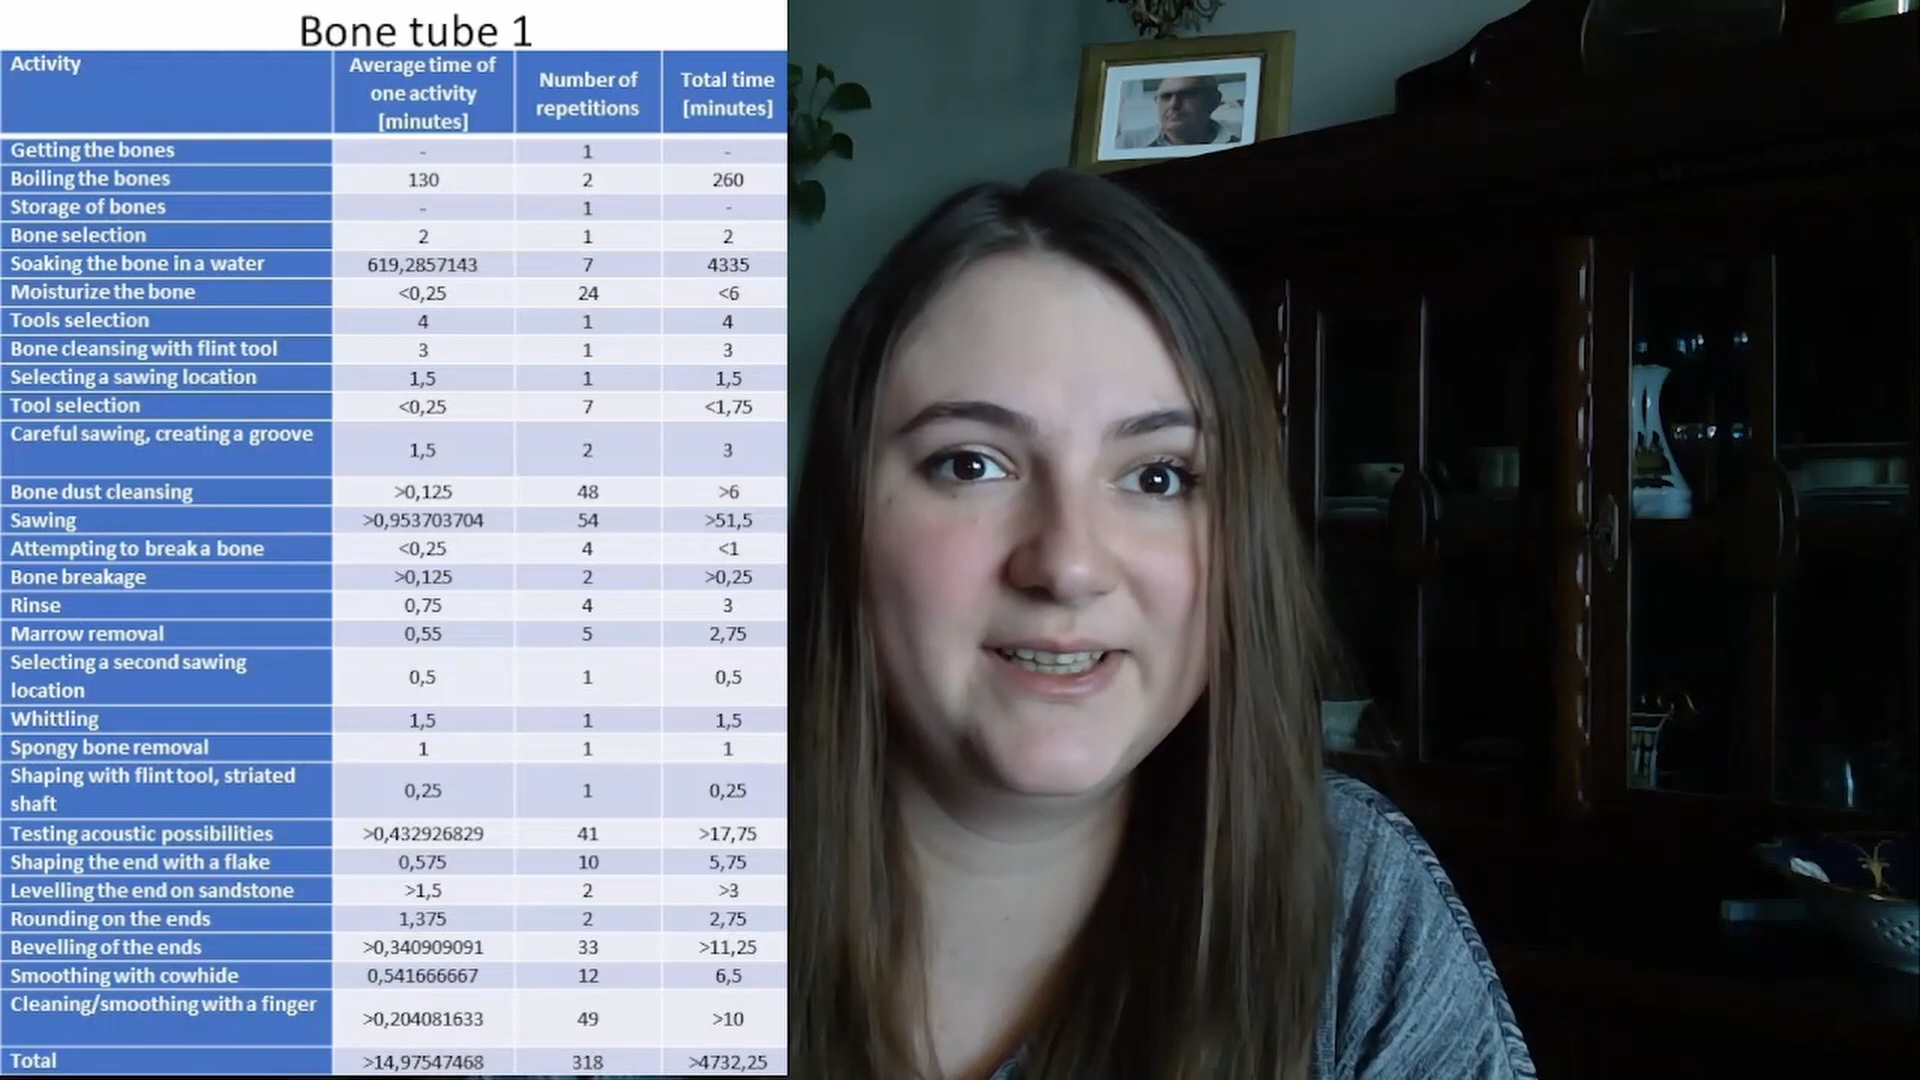 Bone tube 1
Activity Average time of one activity [minutes] Number of repetitions Total time [minutes]
Getting the bones - 1 -
Boiling the bones 130 2 260
Storage of bones - 1 -
Bone selection 2 1 2
Soaking the bone in a water 619,2857143 7 4335
Moisturize the bone <0,25 24 <6
Tools selection 4 1 4
Bone cleansing with flint tool 3 1 3
Selecting a sawing location 1,5 1 1,5
Tool selection <0,25 7 <1,75
Careful sawing, creating a groove 1,5 2 3
Bone dust cleansing >0,125 48 >6
Sawing >0,953703704 54 >51,5
Attempting to break a bone <0,25 4 <1
Bone breakage >0,125 2 >0,25
Rinse 0,75 4 3
Marrow removal 0,55 5 2,75
Selecting a second sawing location 0,5 1 0,5
Whittling 1,5 1 1,5
Spongy bone removal 1 1 1
Shaping with flint tool, striated shaft 0,25 1 0,25
Testing acoustic possibilities >0,432926829 41 >17,75
Shaping the end with a flake 0,575 10 5,75
Levelling the end on sandstone >1,5 2 >3
Rounding on the ends 1,375 2 2,75
Bevelling of the ends >0,340909091 33 >11,25
Smoothing with cowhide 0,541666667 12 6,5
Cleaning/smoothing with a finger >0,204081633 49 >10
Total >14,97547468 318 >4732,25